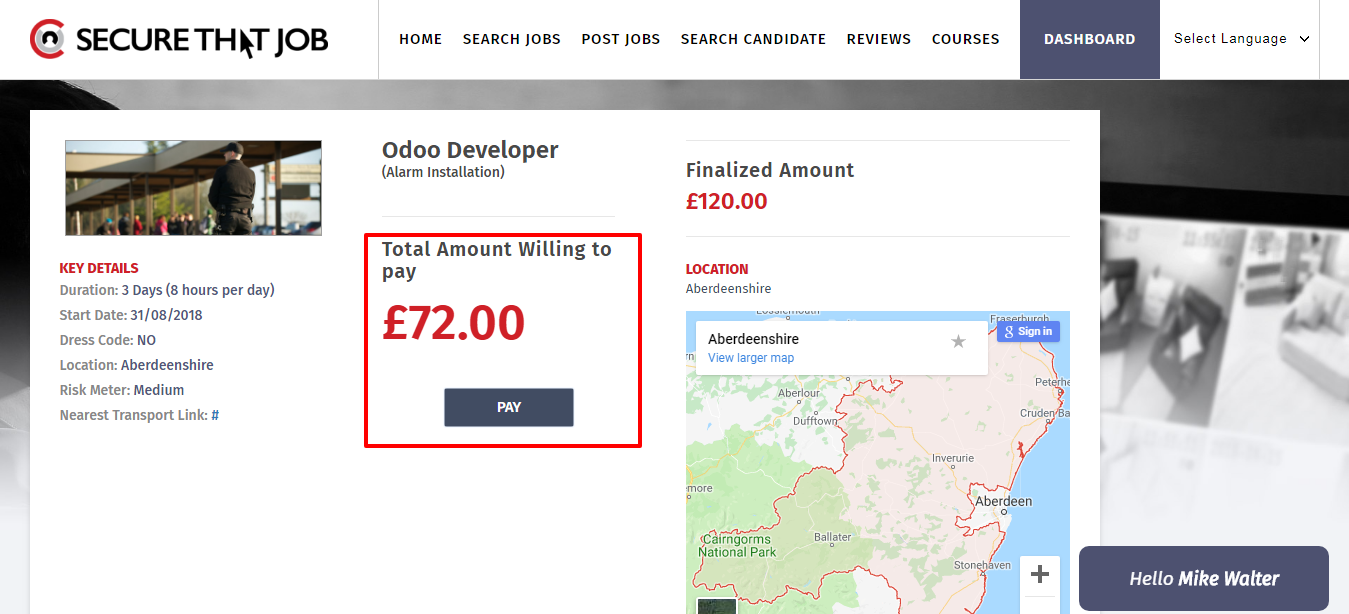 SECURE THAT JOB
HOME
SEARCH JOBS
POST JOBS
SEARCH CANDIDATE
REVIEWS
COURSES
DASHBOARD
Select Language
Odoo Developer
(Alarm Installation)
Total Amount Willing to
pay
£72.00
PAY
KEY DETAILS
Duration: 3 Days (8 hours per day)
Start Date: 31/08/2018
Dress Code: NO
Location: Aberdeenshire
Risk Meter: Medium
Nearest Transport Link: #
Finalized Amount
£120.00
LOCATION
Aberdeenshire
Lossiemouth
Fraserburgh
Aberdeenshire
View larger map
Sign in
Peterhe
Aberlour
Cruden Ba
Dufftown
Inverurie
more
Aberdeen
Cairngorms
National Park
Ballater
Stonehaven
+
Hello Mike Walter